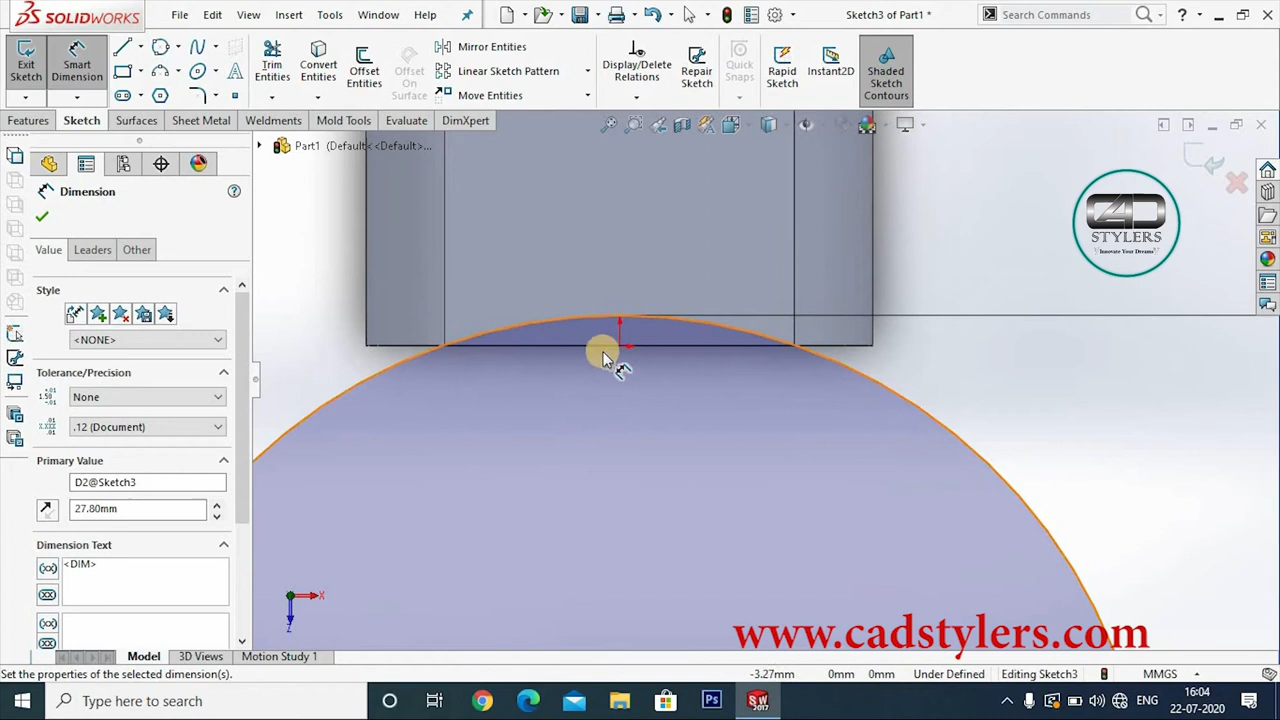 SOLIDWORKS
File Edit View Insert Tools Window Help
Sketch3 of Part1 *
Search Commands
?
Exit Sketch
Smart Dimension
Trim Entities
Convert Entities
Offset Entities
Offset On Surface
Mirror Entities
Linear Sketch Pattern
Move Entities
Display/Delete Relations
Repair Sketch
Quick Snaps
Rapid Sketch
Instant2D
Shaded Sketch Contours
Features Sketch Surfaces Sheet Metal Weldments Mold Tools Evaluate DimXpert
Part1 (Default<<Default>...
Dimension
Value Leaders Other
Style
<NONE>
Tolerance/Precision
None
.12 (Document)
Primary Value
D2@Sketch3
27.80mm
Dimension Text
<DIM>
CAD
STYLERS
"Innovate Your Dreams"
X
Z
www.cadstylers.com
Model 3D Views Motion Study 1
Set the properties of the selected dimension(s).
-3.27mm 0mm 0mm Under Defined Editing Sketch3 MMGS
Type here to search
Ps
SW
2017
ENG
16:04
22-07-2020